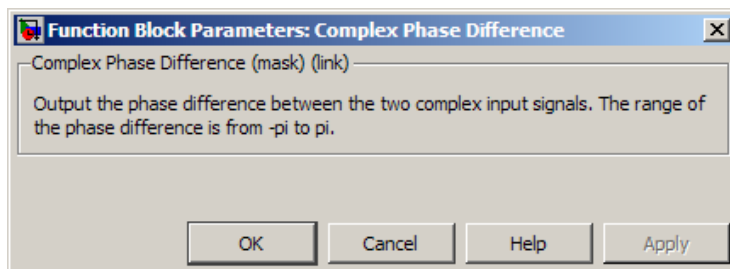 Function Block Parameters: Complex Phase Difference
Complex Phase Difference (mask) (link)
Output the phase difference between the two complex input signals. The range of
the phase difference is from -pi to pi.
OK Cancel Help Apply